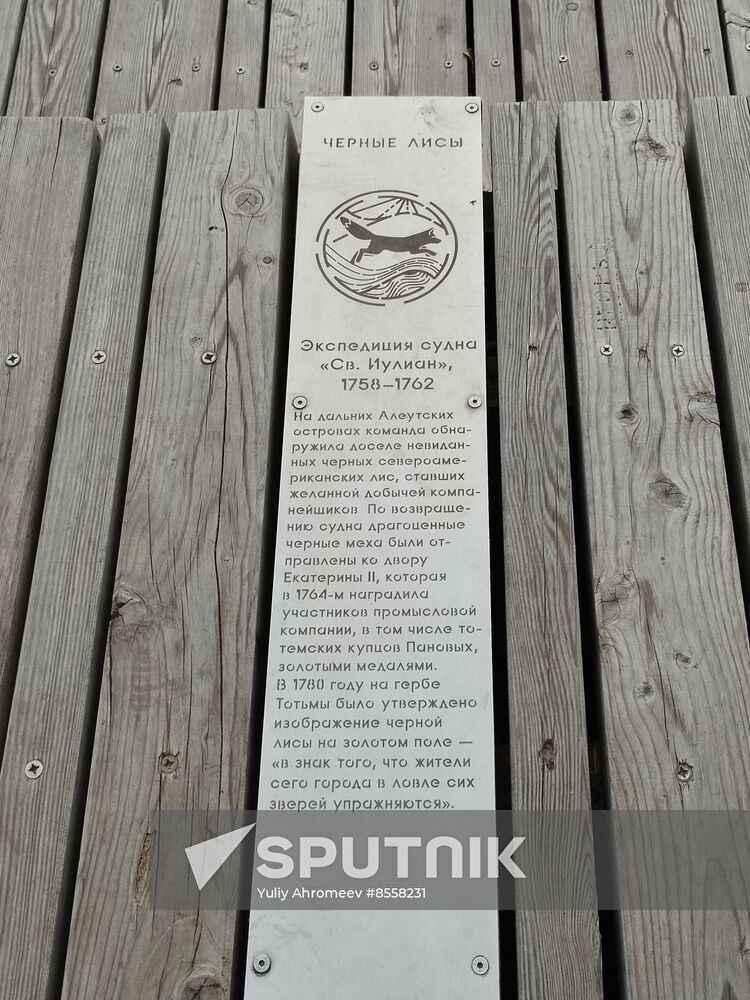 ЧЕРНЫЕ ЛИСЫ
Экспедиция судна
«Св. Иулиан»,
1758–1762
На дальних Алеутских
островах команда обна-
ружила доселе невидан-
ных черных североаме-
риканских лис, ставших
желанной добычей компа-
нейщиков По возвраще-
нию судна драгоценные
черные меха были от-
правлены ко двору
Екатерины II, которая
в 1764-м наградила
участников промысловой
компании, в том числе то-
темских купцов Пановых,
золотыми медалями.
В 1780 году на гербе
Тотьмы было утверждено
изображение черной
лисы на золотом поле —
«в знак того, что жители
сего города в ловле сих
зверей упражняются».
SPUTNIK
Yuliy Ahromeev #8558231